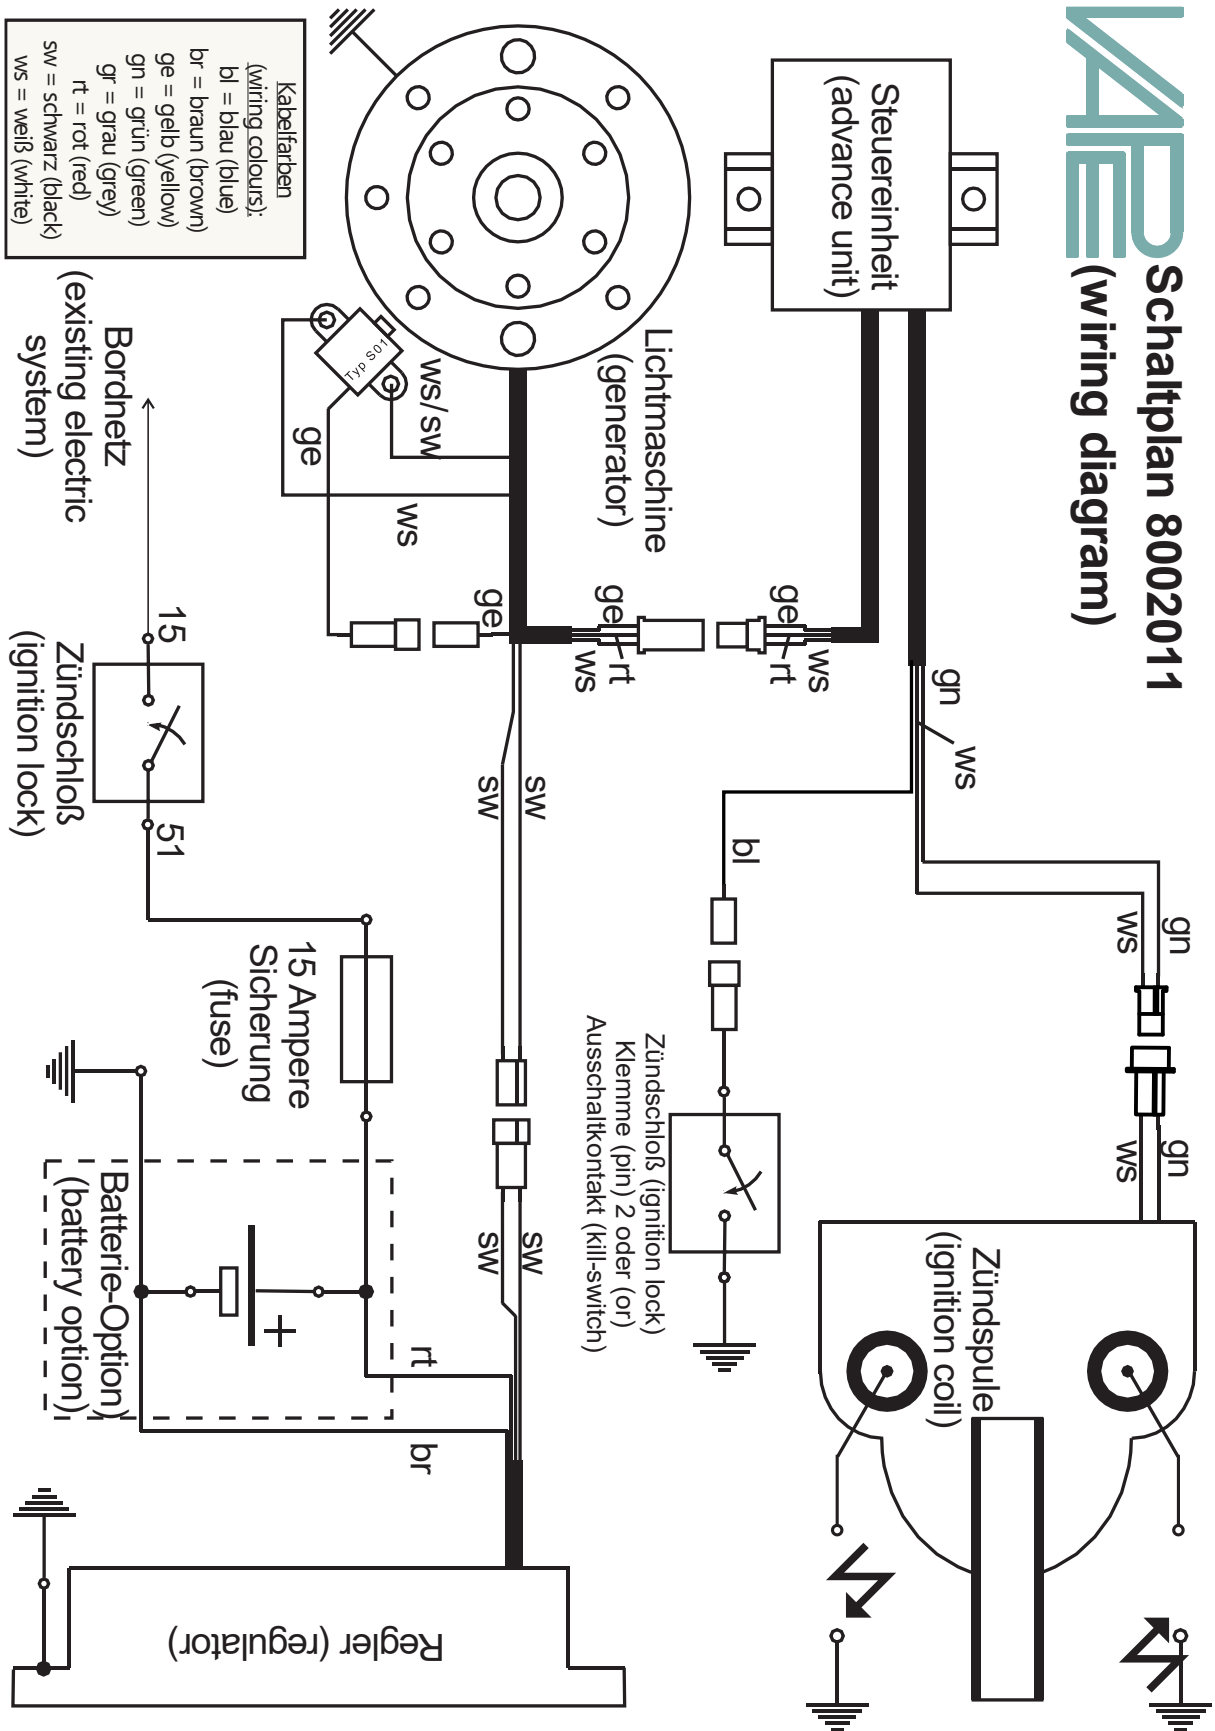 VAPE
Schaltplan 8002011
(wiring diagram)
Steuereinheit
(advance unit)
gn
ws
gn
ws
gn
ws
Zündspule
(ignition coil)
Lichtmaschine
(generator)
ge
rt
ws
ge
rt
ws
bl
Zündschloß (ignition lock)
Klemme (pin) 2 oder (or)
Ausschaltkontakt (kill-switch)
Typ S01
ws/sw
ws
ge
ge
sw
sw
sw
sw
Kabelfarben
(wiring colours):
bl = blau (blue)
br = braun (brown)
ge = gelb (yellow)
gn = grün (green)
gr = grau (grey)
rt = rot (red)
sw = schwarz (black)
ws = weiß (white)
Bordnetz
(existing electric
system)
15
51
Zündschloß
(ignition lock)
15 Ampere
Sicherung
(fuse)
+
Batterie-Option)
(battery option)
rt
br
Regler (regulator)